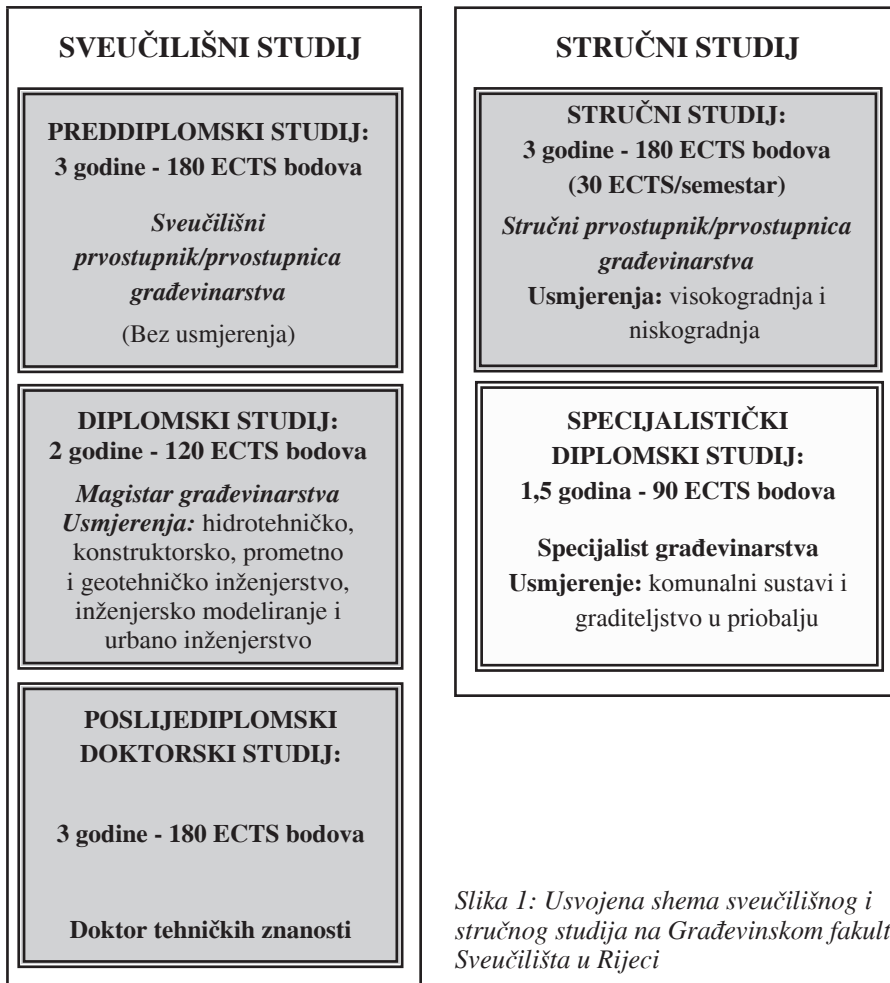 SVEUČILIŠNI STUDIJ
PREDDIPLOMSKI STUDIJ:
3 godine - 180 ECTS bodova
Sveučilišni
prvostupnik/prvostupnica
građevinarstva
(Bez usmjerenja)
DIPLOMSKI STUDIJ:
2 godine - 120 ECTS bodova
Magistar građevinarstva
Usmjerenja: hidrotehničko,
konstruktorsko, prometno
i geotehničko inženjerstvo,
inženjersko modeliranje i
urbano inženjerstvo
POSLIJEDIPLOMSKI
DOKTORSKI STUDIJ:
3 godine - 180 ECTS bodova
Doktor tehničkih znanosti
STRUČNI STUDIJ
STRUČNI STUDIJ:
3 godine - 180 ECTS bodova
(30 ECTS/semestar)
Stručni prvostupnik/prvostupnica
građevinarstva
Usmjerenja: visokogradnja i
niskogradnja
SPECIJALISTIČKI
DIPLOMSKI STUDIJ:
1,5 godina - 90 ECTS bodova
Specijalist građevinarstva
Usmjerenje: komunalni sustavi i
graditeljstvo u priobalju
Slika 1: Usvojena shema sveučilišnog i
stručnog studija na Građevinskom
Sveučilišta u Rijeci